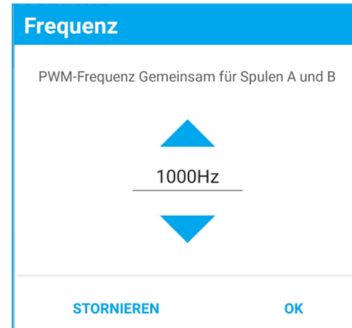 Frequenz
PWM-Frequenz Gemeinsam für Spulen A und B
1000Hz
STORNIEREN OK